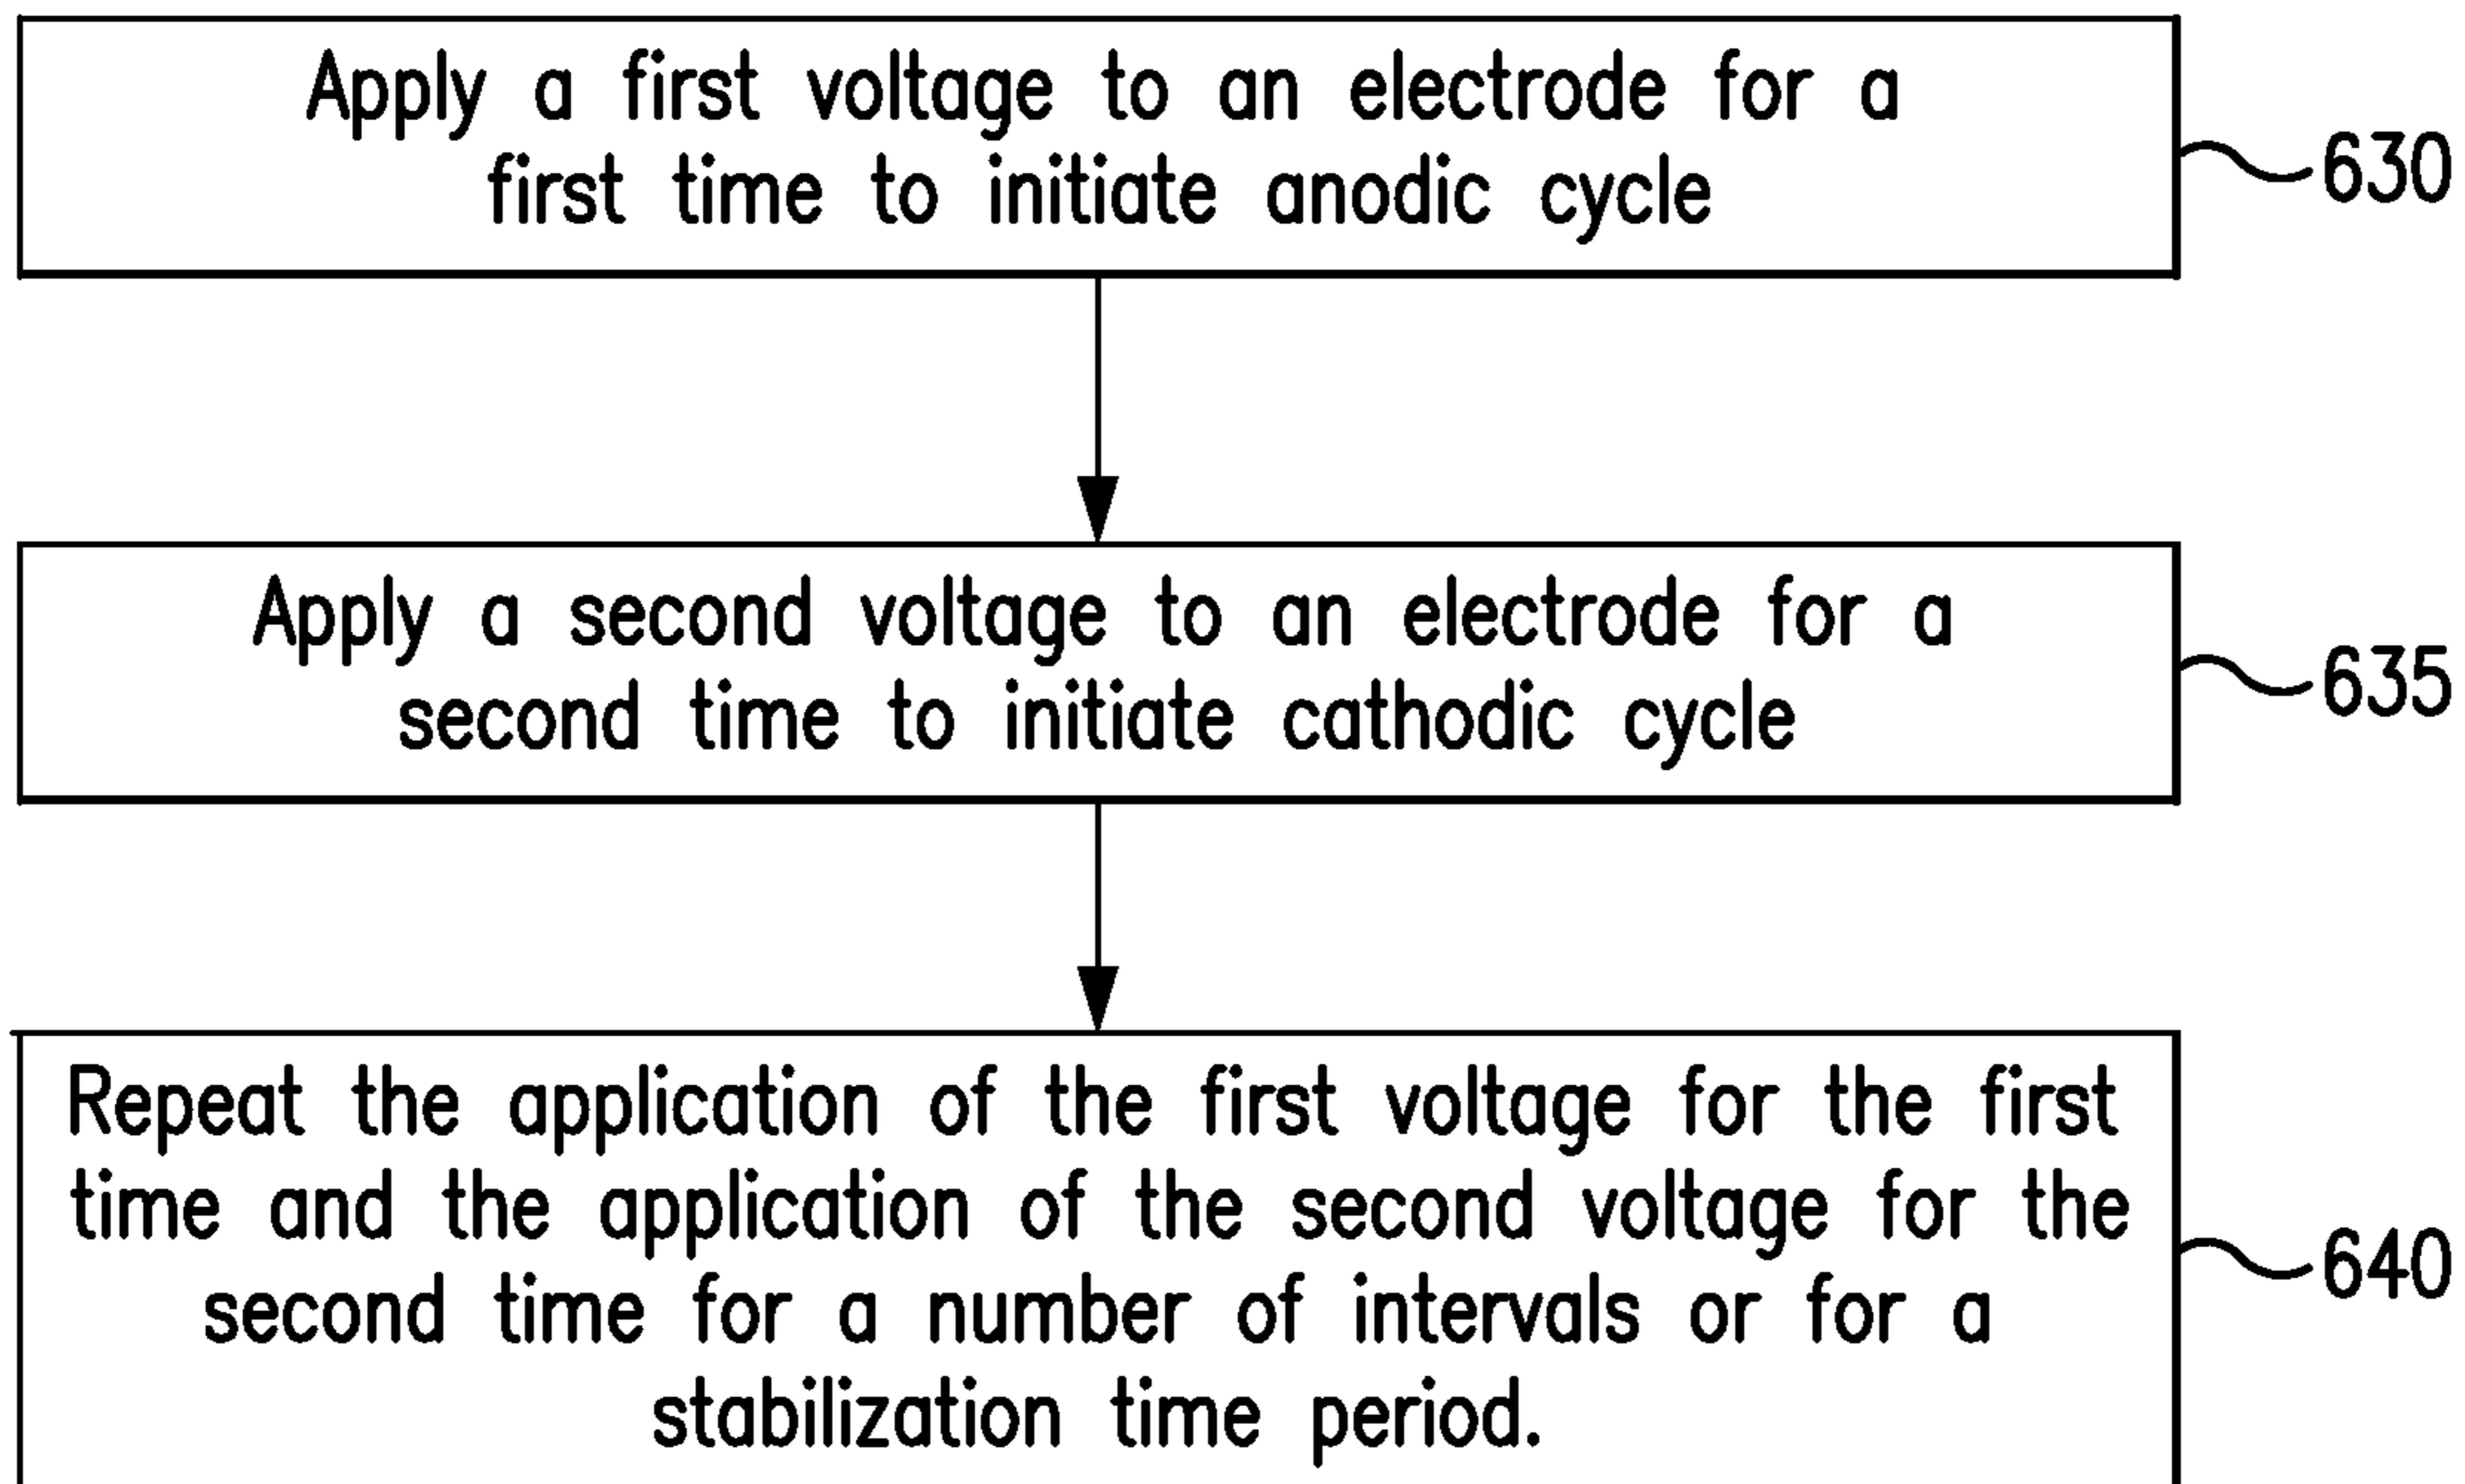 Apply a first voltage to an electrode for a
first time to initiate anodic cycle
630
Apply a second voltage to an electrode for a
second time to initiate cathodic cycle
635
Repeat the application of the first voltage for the first
time and the application of the second voltage for the
second time for a number of intervals or for a
stabilization time period.
640